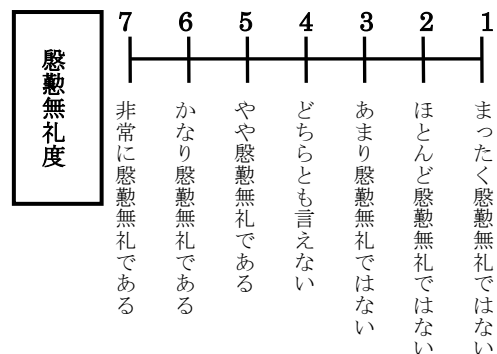 慇懃無礼度
7 6 5 4 3 2 1
まったく慇懃無礼ではない
ほとんど慇懃無礼ではない
あまり慇懃無礼ではない
どちらとも言えない
やや慇懃無礼である
かなり慇懃無礼である
非常に慇懃無礼である